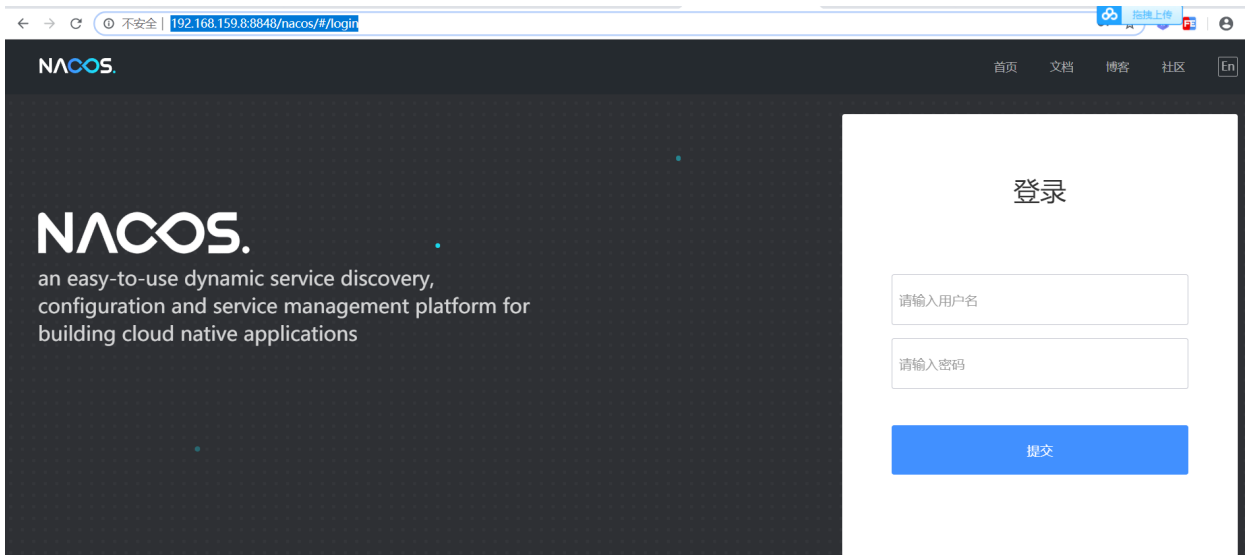 不安全 | 192.168.159.8:8848/nacos/#/login
拖拽上传
NACOS.
首页 文档 博客 社区 En
登录
NACOS.
an easy-to-use dynamic service discovery,
configuration and service management platform for
building cloud native applications
请输入用户名
请输入密码
提交